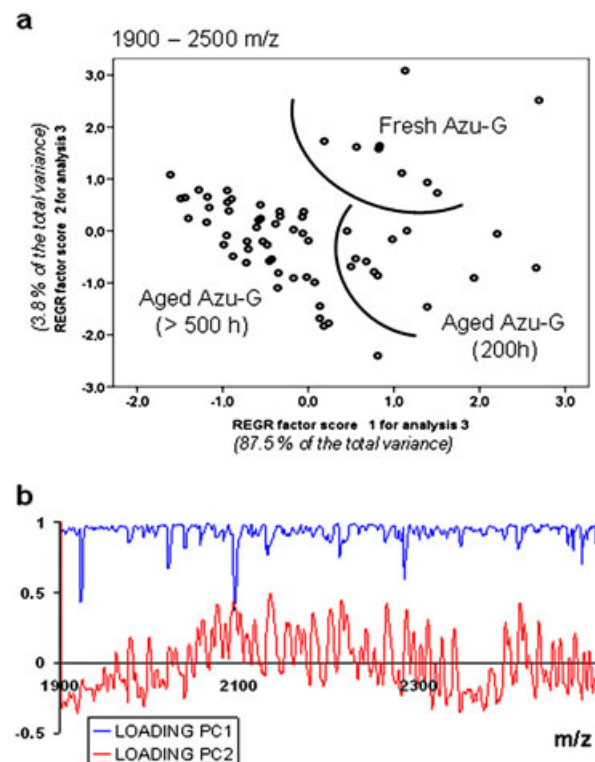 a
1900 – 2500 m/z
3,0
2,0
1,0
0,0
-1.0
-2.0
-3.0
(3.8 % of the total variance)
REGR factor score 2 for analysis 3
Fresh Azu-G
Aged Azu-G
(> 500 h)
Aged Azu-G
(200h)
-2.0 -1.0 0.0 1.0 2.0 3.0
REGR factor score 1 for analysis 3
(87.5 % of the total variance)
b
1
0.5
0
-0.5
1900 2100 2300
m/z
LOADING PC1
LOADING PC2